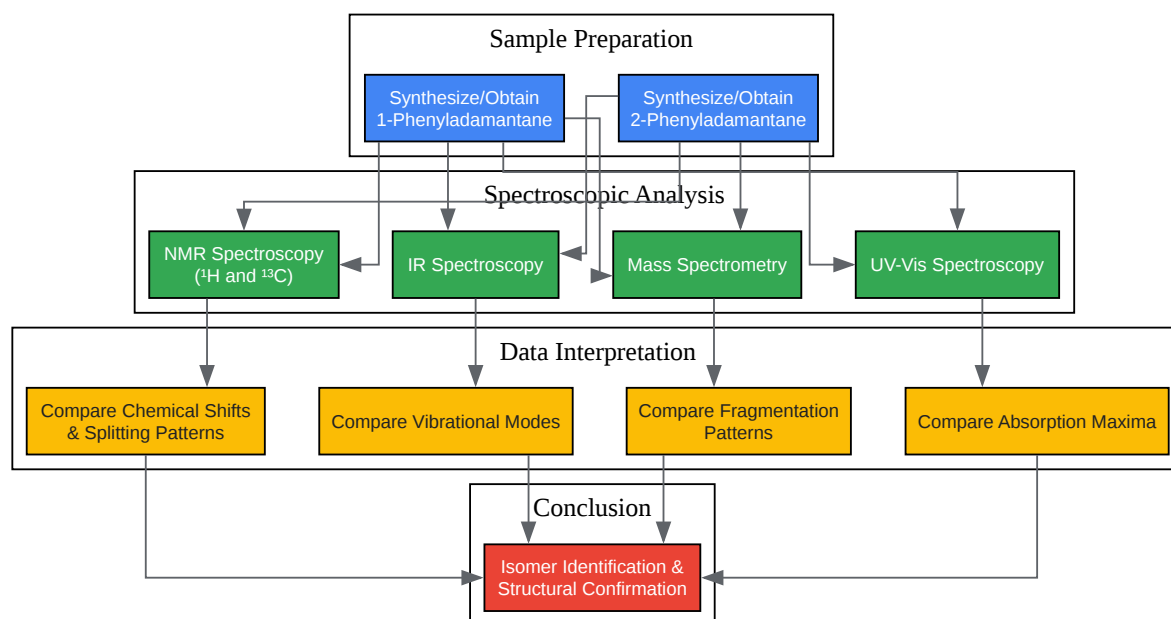 Sample Preparation
Synthesize/Obtain
1-Phenyladamantane
Synthesize/Obtain
2-Phenyladamantane
Spectroscopic Analysis
NMR Spectroscopy
(¹H and ¹³C)
IR Spectroscopy
Mass Spectrometry
UV-Vis Spectroscopy
Data Interpretation
Compare Chemical Shifts
& Splitting Patterns
Compare Vibrational Modes
Compare Fragmentation
Patterns
Compare Absorption Maxima
Conclusion
Isomer Identification &
Structural Confirmation